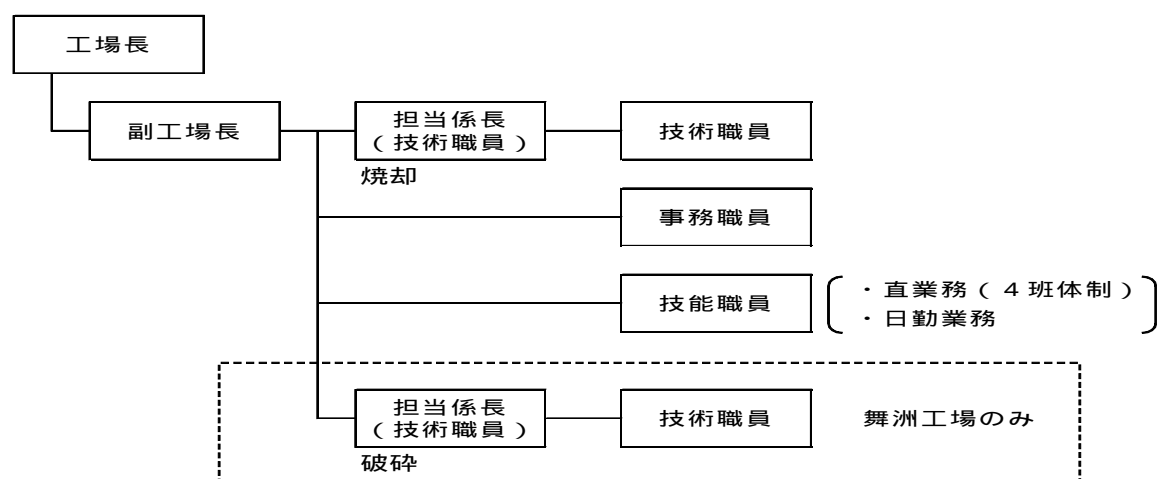 工場長
副工場長
担当係長
(技術職員)
技術職員
焼却
事務職員
技能職員
・直業務(4班体制)
・日勤業務
担当係長
(技術職員)
技術職員
舞洲工場のみ
破砕